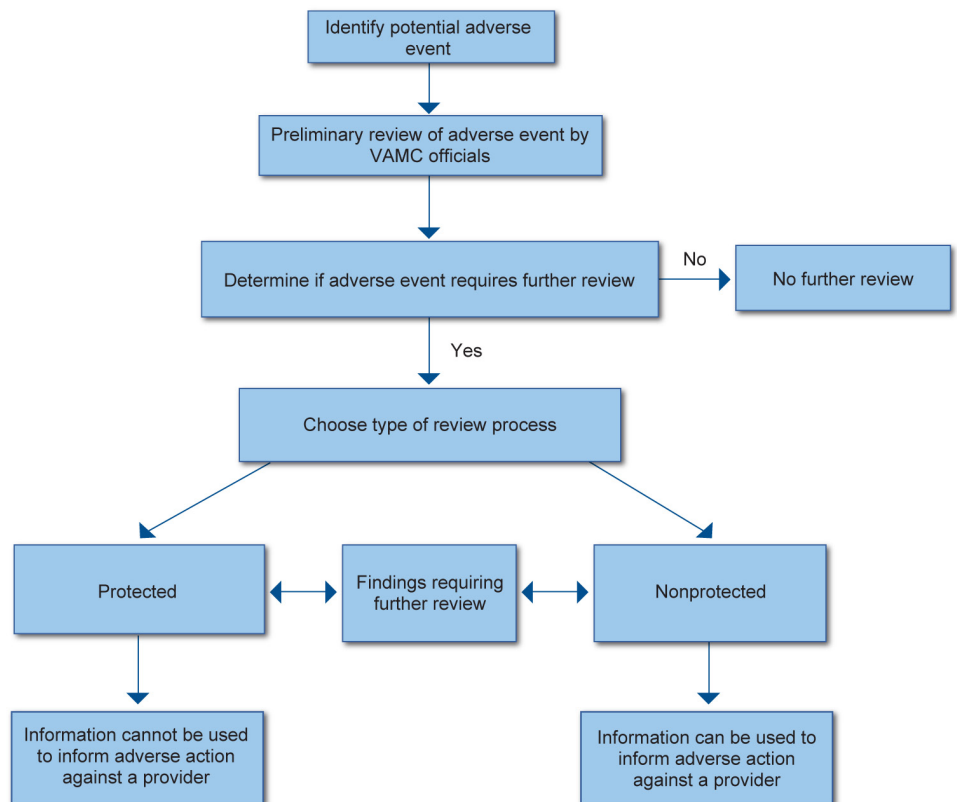 Identify potential adverse
event
Preliminary review of adverse event by
VAMC officials
Determine if adverse event requires further review
No
No further review
Yes
Choose type of review process
Protected
Findings requiring
further review
Nonprotected
Information cannot be used
to inform adverse action
against a provider
Information can be used to
inform adverse action
against a provider